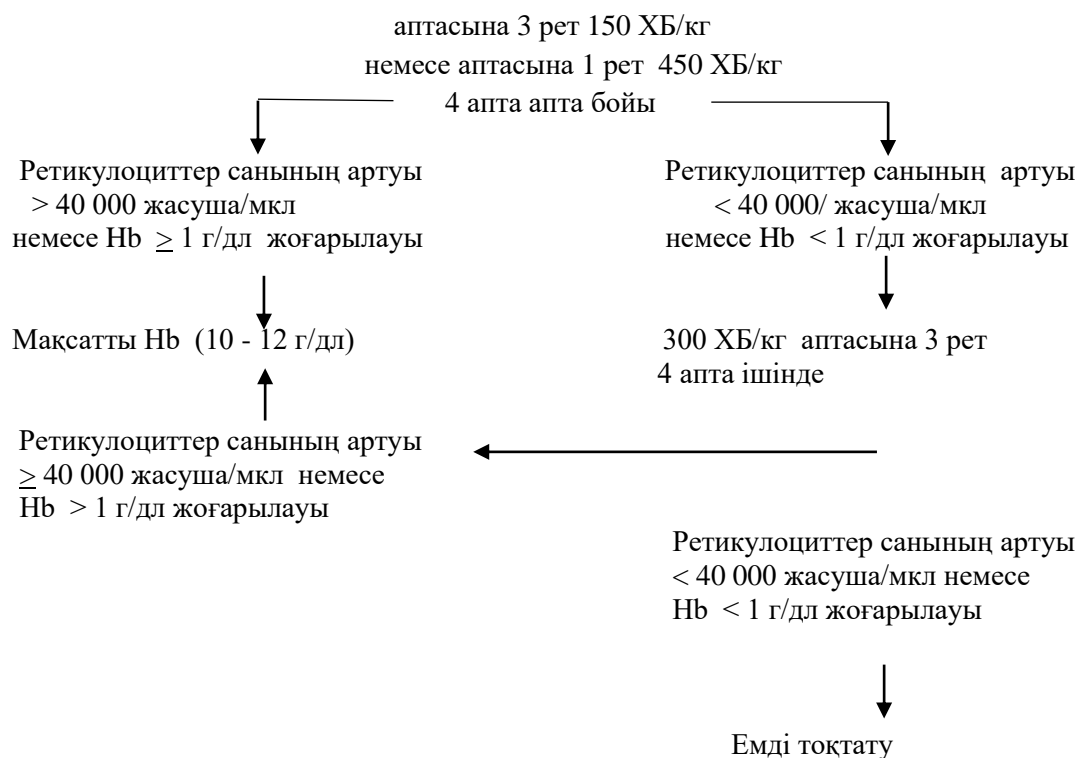 аптасына 3 рет 150 ХБ/кг
немесе аптасына 1 рет 450 ХБ/кг
4 апта апта бойы
Ретикулоциттер санының артуы
> 40 000 жасуша/мкл
немесе Hb ≥ 1 г/дл жоғарылауы
Ретикулоциттер санының артуы
< 40 000/ жасуша/мкл
немесе Hb < 1 г/дл жоғарылауы
Мақсатты Hb (10 - 12 г/дл)
300 ХБ/кг аптасына 3 рет
4 апта ішінде
Ретикулоциттер санының артуы
≥ 40 000 жасуша/мкл немесе
Hb > 1 г/дл жоғарылауы
Ретикулоциттер санының артуы
< 40 000 жасуша/мкл немесе
Hb < 1 г/дл жоғарылауы
Емді тоқтату